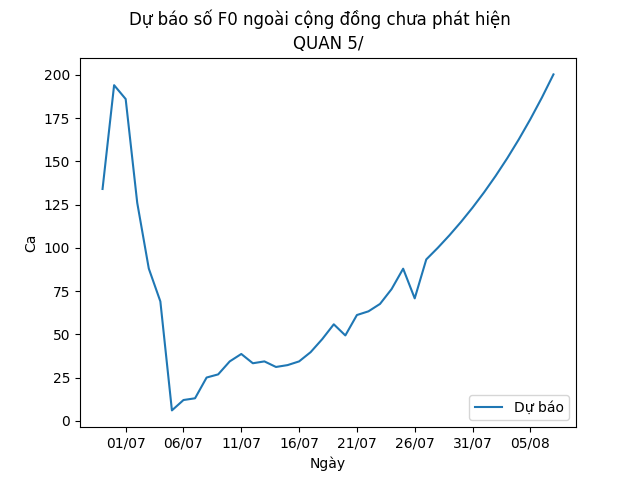 Dự báo số F0 ngoài cộng đồng chưa phát hiện
QUAN 5/
200
175
150
125
100
75
50
25
0
Ca
01/07 06/07 11/07 16/07 21/07 26/07 31/07 05/08
Ngày
Dự báo